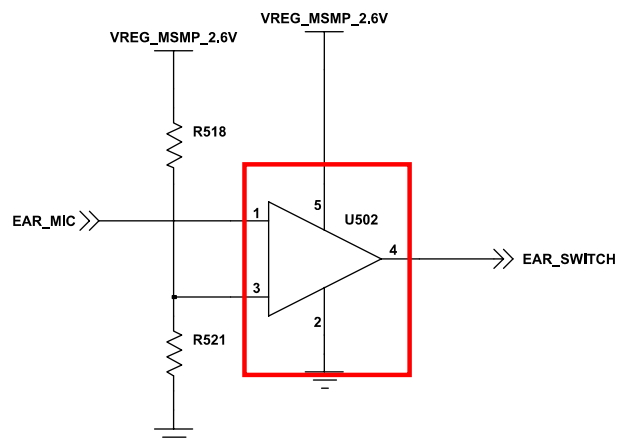 VREG_MSMP_2.6V
VREG_MSMP_2.6V
R518
EAR_MIC
1
5
U502
4
EAR_SWITCH
3
2
R521